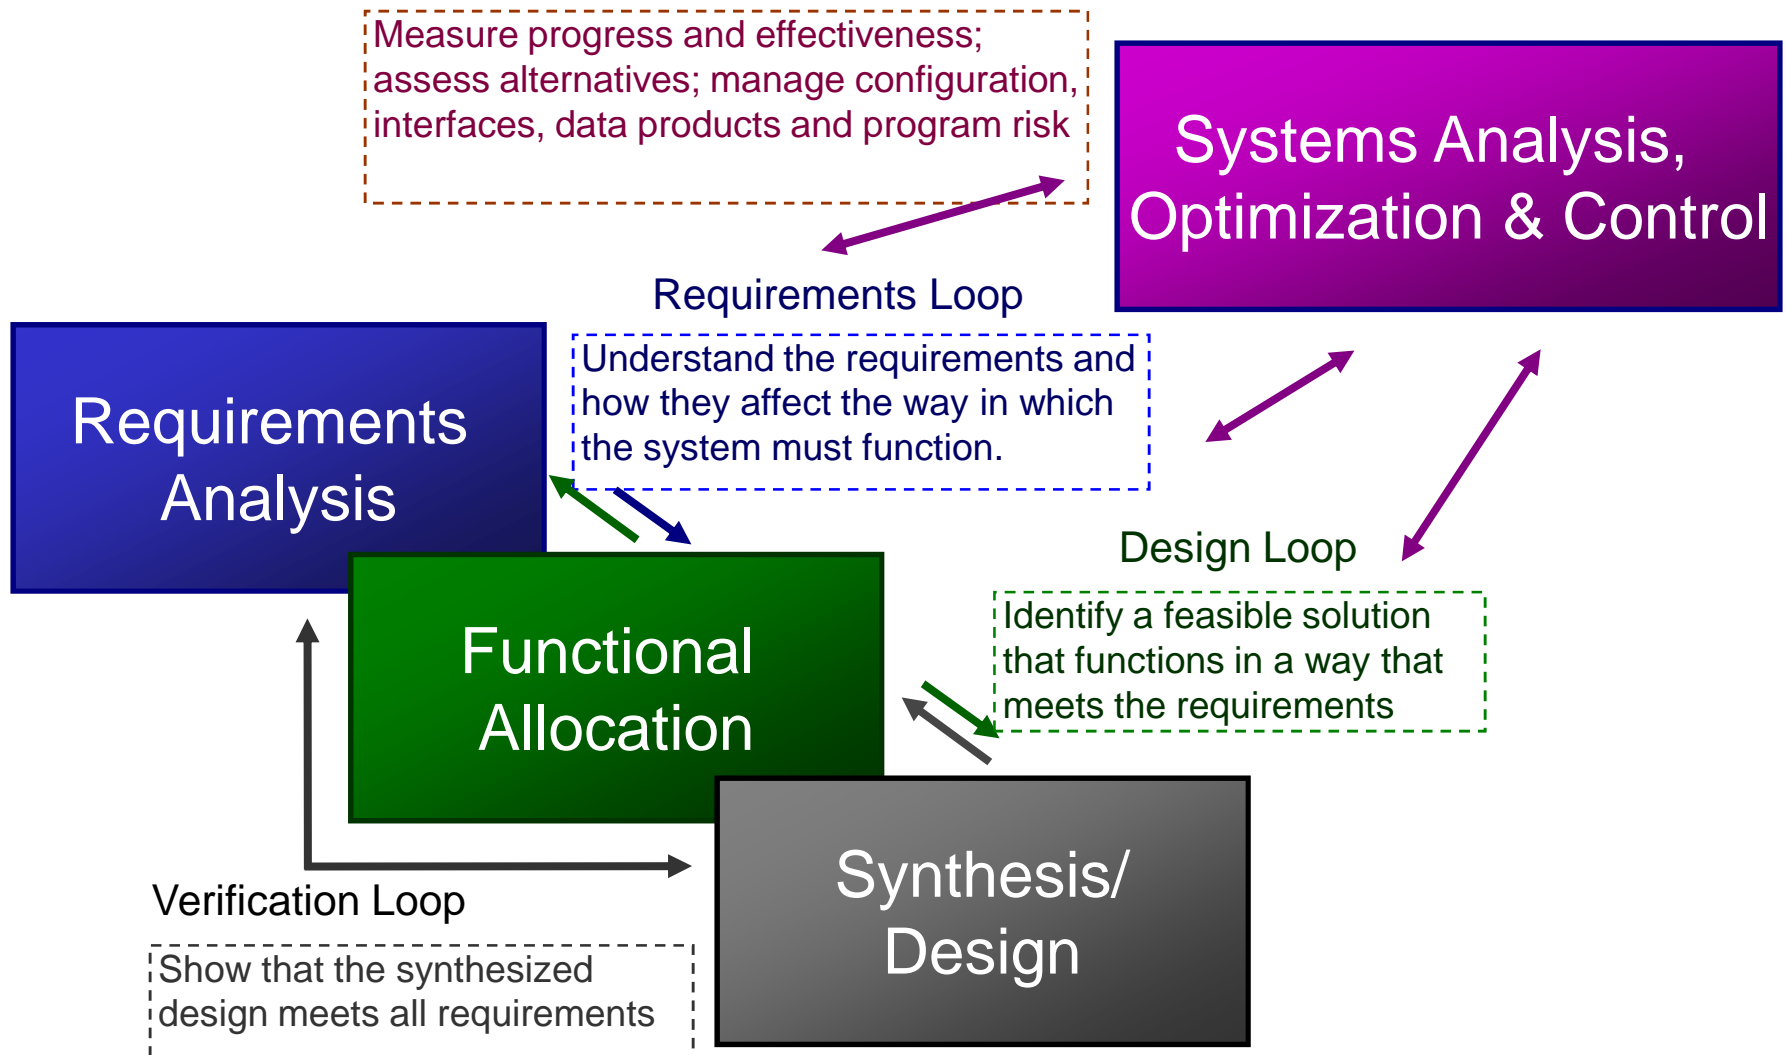 Measure progress and effectiveness;
assess alternatives; manage configuration,
interfaces, data products and program risk
Systems Analysis,
Optimization & Control
Requirements Loop
Understand the requirements and
how they affect the way in which
the system must function.
Requirements
Analysis
Design Loop
Identify a feasible solution
that functions in a way that
meets the requirements
Functional
Allocation
Synthesis/
Design
Verification Loop
Show that the synthesized
design meets all requirements